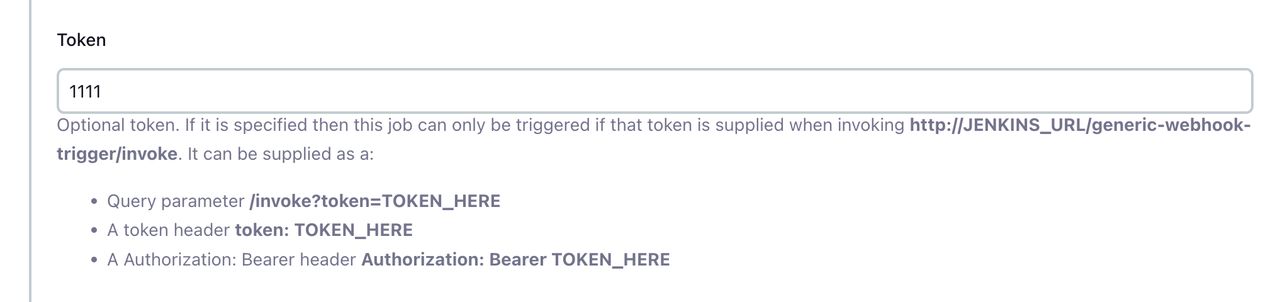 Token
1111
Optional token. If it is specified then this job can only be triggered if that token is supplied when invoking http://JENKINS_URL/generic-webhook-
trigger/invoke. It can be supplied as a:
• Query parameter /invoke?token=TOKEN_HERE
• A token header token: TOKEN_HERE
• A Authorization: Bearer header Authorization: Bearer TOKEN_HERE